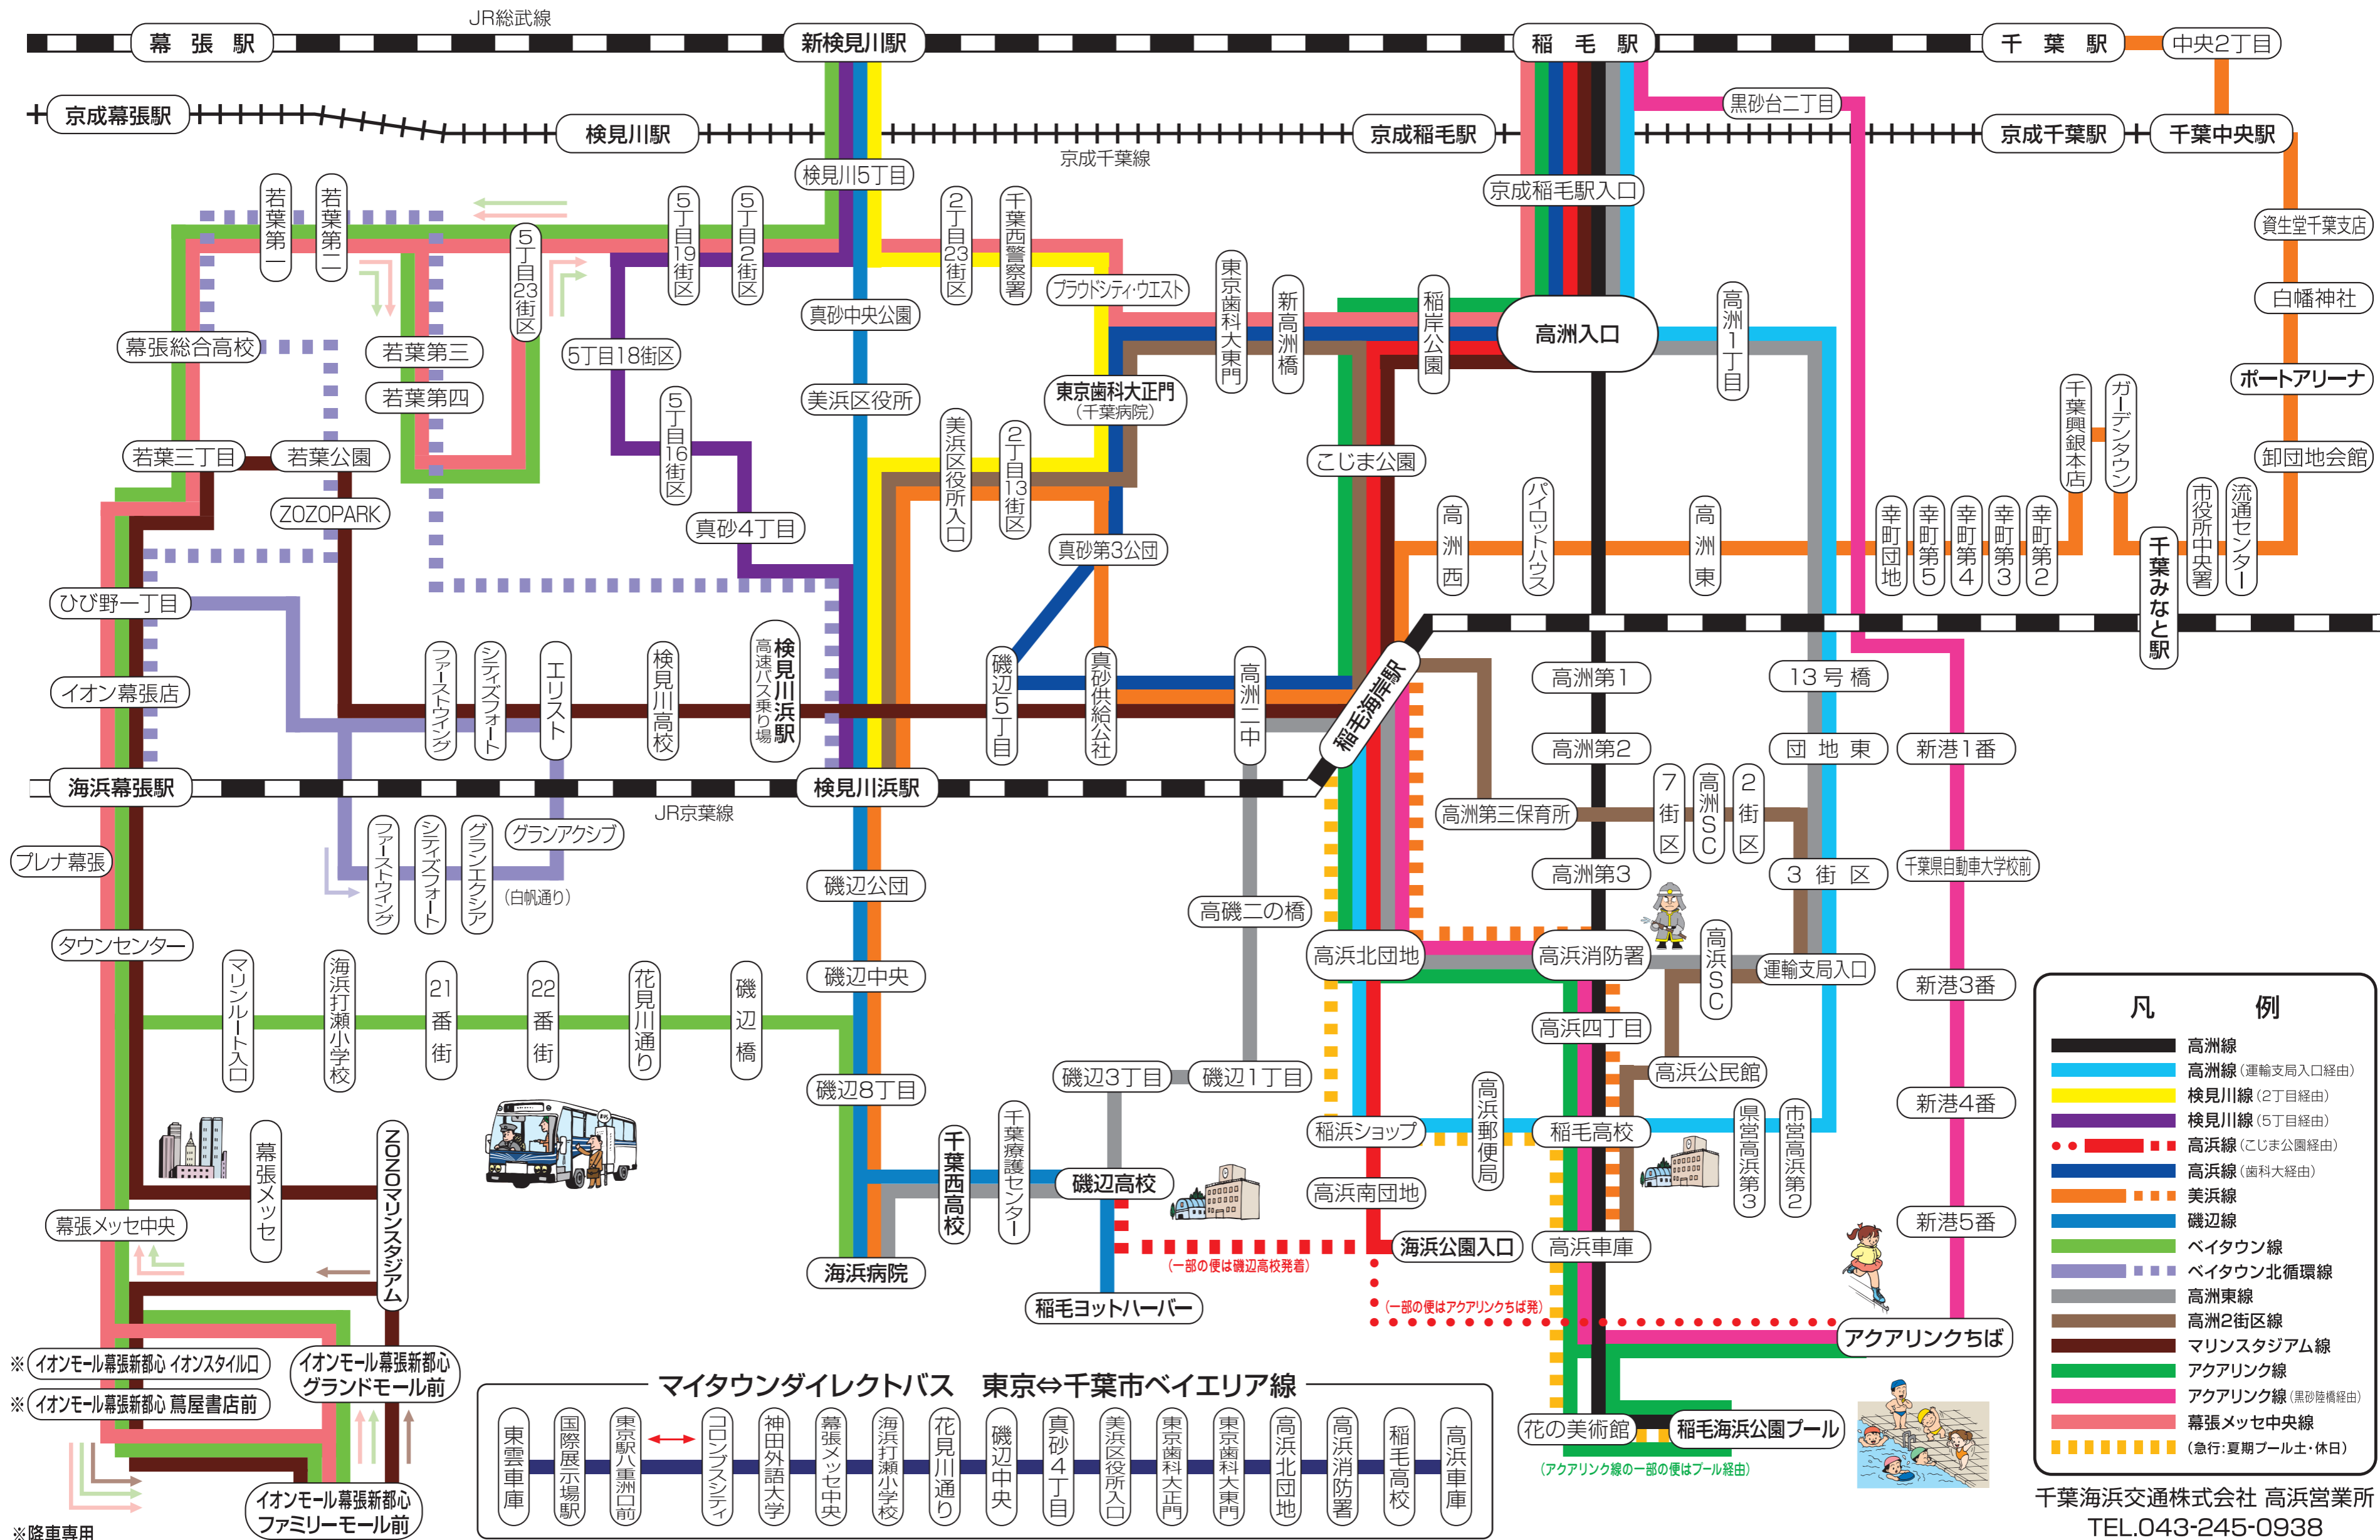 JR総武線
幕張駅
新検見川駅
稲毛駅
千葉駅
中央2丁目
京成幕張駅
検見川駅
京成稲毛駅
黒砂台二丁目
京成千葉駅
千葉中央駅
京成千葉線
検見川5丁目
京成稲毛駅入口
若葉第一
若葉第二
5丁目23街区
5丁目19街区
5丁目2街区
2丁目23街区
千葉西警察署
プラウドシティ・ウエスト
東京歯科大東門
新高洲橋
稲岸公園
高洲入口
高洲1丁目
資生堂千葉支店
白幡神社
ポートアリーナ
卸団地会館
幕張総合高校
若葉第三
若葉第四
5丁目18街区
5丁目16街区
真砂中央公園
美浜区役所
東京歯科大正門
(千葉病院)
美浜区役所入口
2丁目13街区
こじま公園
千葉興銀本店
ガーデンタウン
若葉三丁目
若葉公園
ZOZOPARK
真砂4丁目
真砂第3公団
高洲西
パイロットハウス
高洲東
幸町団地
幸町第5
幸町第4
幸町第3
幸町第2
千葉みなと駅
市役所中央署
流通センター
ひび野一丁目
イオン幕張店
ファーストウイング
シティズフォート
エリスト
検見川高校
検見川浜駅
高速バス乗り場
磯辺5丁目
真砂供給公社
高洲二中
稲毛海岸駅
高洲第1
13号橋
高洲第2
団地東
新港1番
海浜幕張駅
検見川浜駅
JR京葉線
高洲第三保育所
7街区
高洲SC
2街区
プレナ幕張
ファーストウイング
シティズフォート
グランエクシア
グランアクシブ
(白帆通り)
磯辺公団
高磯二の橋
高洲第3
3街区
千葉県自動車大学校前
タウンセンター
マリンルート入口
海浜打瀬小学校
21番街
22番街
花見川通り
磯辺橋
磯辺中央
高浜北団地
高浜消防署
高浜SC
運輸支局入口
新港3番
高浜四丁目
磯辺8丁目
磯辺3丁目
磯辺1丁目
高浜公民館
新港4番
稲浜ショップ
高浜郵便局
稲毛高校
県営高浜第3
市営高浜第2
幕張メッセ
ZOZOマリンスタジアム
千葉西高校
千葉療護センター
磯辺高校
高浜南団地
幕張メッセ中央
海浜病院
稲毛ヨットハーバー
(一部の便は磯辺高校発着)
海浜公園入口
高浜車庫
新港5番
(一部の便はアクアリンクちば発)
アクアリンクちば
※イオンモール幕張新都心 イオンスタイル口
※イオンモール幕張新都心 蔦屋書店前
イオンモール幕張新都心
グランドモール前
イオンモール幕張新都心
ファミリーモール前
※降車専用
花の美術館
稲毛海浜公園プール
(アクアリンク線の一部の便はプール経由)
マイタウンダイレクトバス 東京⇔千葉市ベイエリア線
東雲車庫
国際展示場駅
東京駅八重洲口前
コロンブスシティ
神田外語大学
幕張メッセ中央
海浜打瀬小学校
花見川通り
磯辺中央
真砂4丁目
美浜区役所入口
東京歯科大正門
東京歯科大東門
高浜北団地
高浜消防署
稲毛高校
高浜車庫
凡例
高洲線
高洲線(運輸支局入口経由)
検見川線(2丁目経由)
検見川線(5丁目経由)
高浜線(こじま公園経由)
高浜線(歯科大経由)
美浜線
磯辺線
ベイタウン線
ベイタウン北循環線
高洲東線
高洲2街区線
マリンスタジアム線
アクアリンク線
アクアリンク線(黒砂陸橋経由)
幕張メッセ中央線
(急行:夏期プール土・休日)
千葉海浜交通株式会社 高浜営業所
TEL.043-245-0938